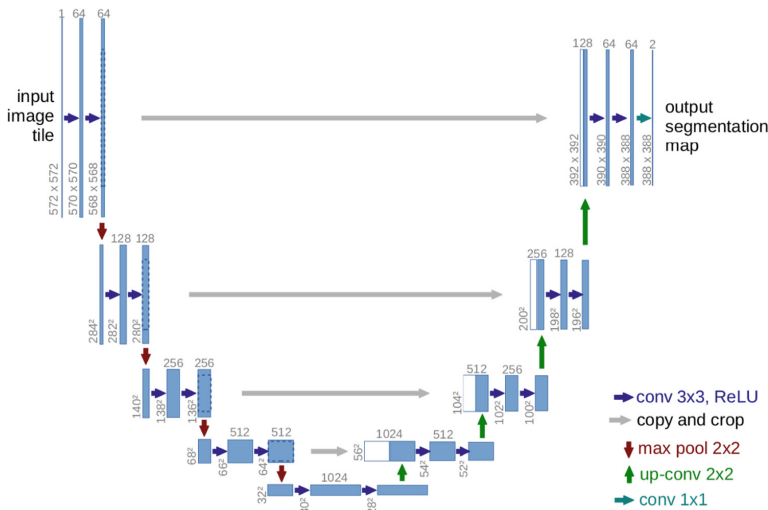 1 64 64
input
image
tile
572 x 572
570 x 570
568 x 568
128 64 64 2
output
segmentation
map
392 x 392
390 x 390
388 x 388
388 x 388
128 128
284²
282²
280²
256 128
200²
198²
196²
256 256
140²
138²
136²
512 256
104²
102²
100²
512 512
68²
66²
64²
1024 512
56²
54²
52²
1024
32²
conv 3x3, ReLU
copy and crop
max pool 2x2
up-conv 2x2
conv 1x1